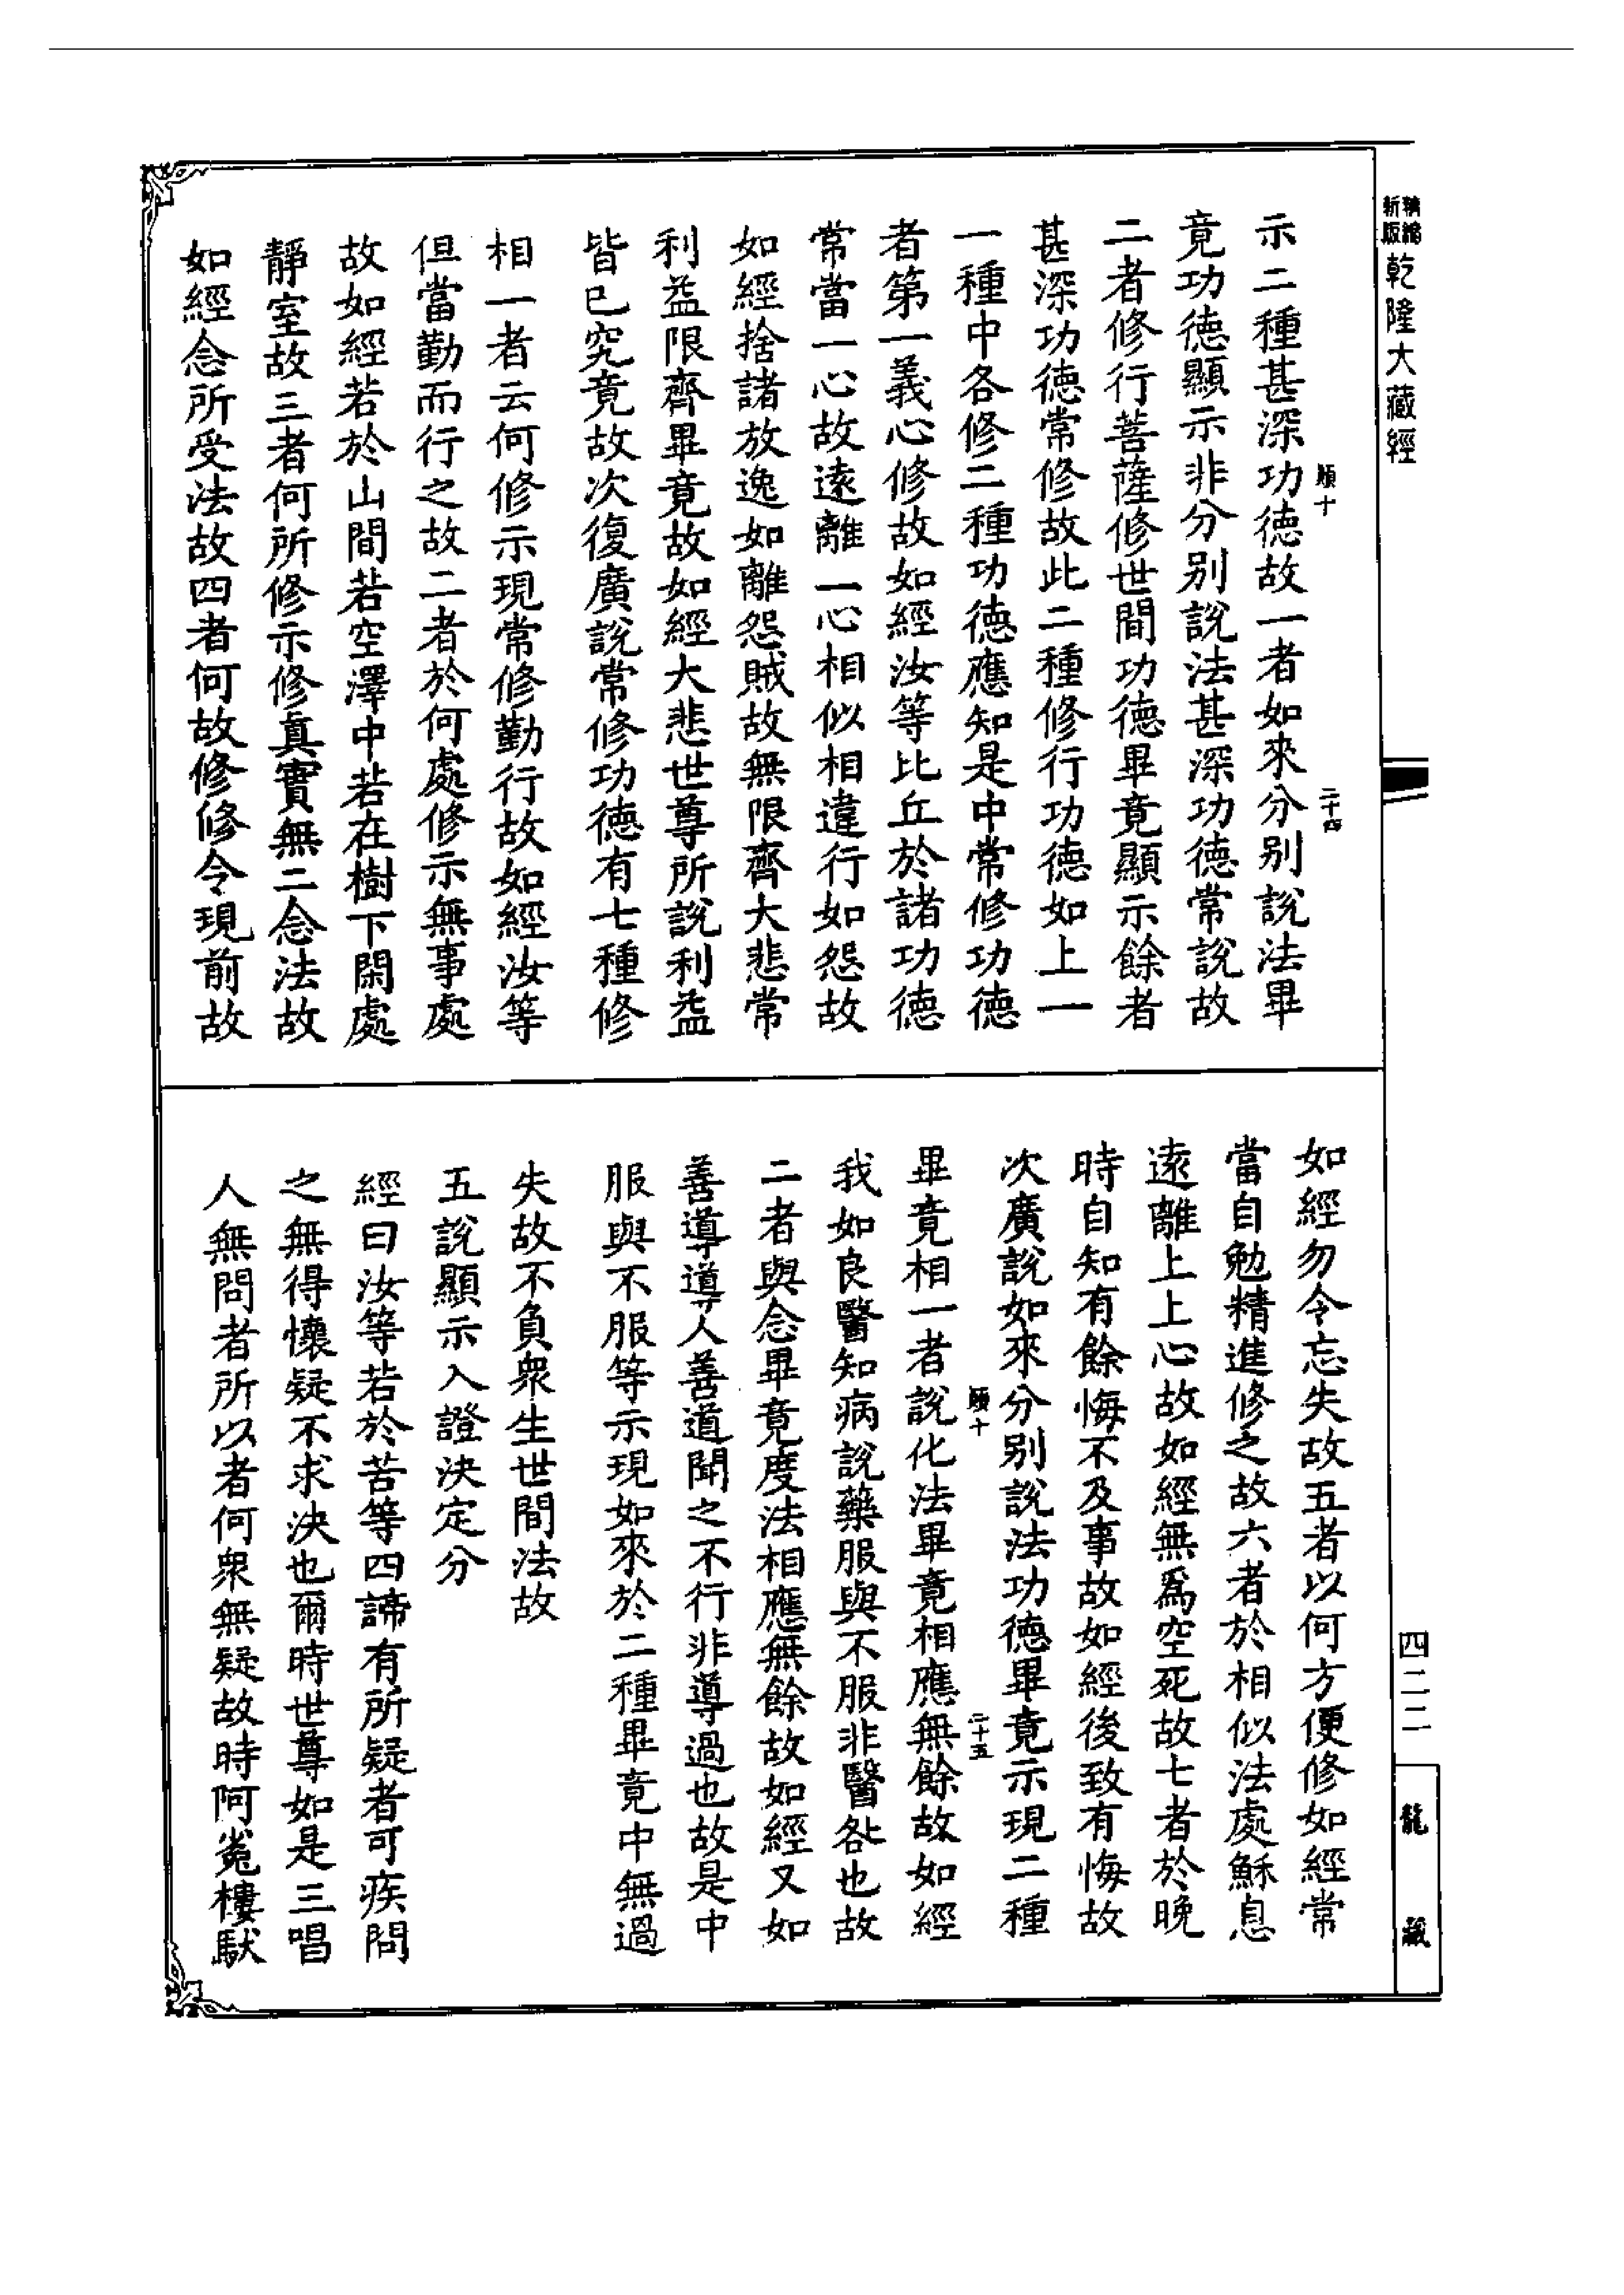 新版精縮乾隆大藏經
示二種甚深功德故一者如來分別說法畢
竟功德顯示非分別說法甚深功德常說故
二者修行菩薩修世間功德畢竟顯示餘者
甚深功德常修故此二種修行功德如上一
一種中各修二種功德應知是中常修功德
者第一義心修故如經汝等比丘於諸功德
常當一心故遠離一心相似相違行如怨故
如經捨諸放逸如離怨賊故無限齊大悲常
利益限齊畢竟故如經大悲世尊所說利益
皆已究竟故次復廣說常修功德有七種修
相一者云何修示現常修勤行故如經汝等
但當勤而行之故二者於何處修示無事處
故如經若於山間若空澤中若在樹下閑處
靜室故三者何所修示修真實無二念法故
如經念所受法故四者何故修修令現前故
願十
二十四
如經勿令忘失故五者以何方便修如經常
當自勉精進修之故六者於相似法處穌息
遠離上上心故如經無為空死故七者於晚
時自知有餘悔不及事故如經後致有悔故
次廣說如來分別說法功德畢竟示現二種
畢竟相一者說化法畢竟相應無餘故如經
我如良醫知病說藥服與不服非醫咎也故
二者與念畢竟度法相應無餘故如經又如
善導導人善道聞之不行非導過也故是中
服與不服等示現如來於二種畢竟中無過
失故不負眾生世間法故
五說顯示入證決定分
經曰汝等若於苦等四諦有所疑者可疾問
之無得懷疑不求決也爾時世尊如是三唱
人無問者所以者何眾無疑故時阿㝹樓馱
願十
二十五
四二二
龍藏